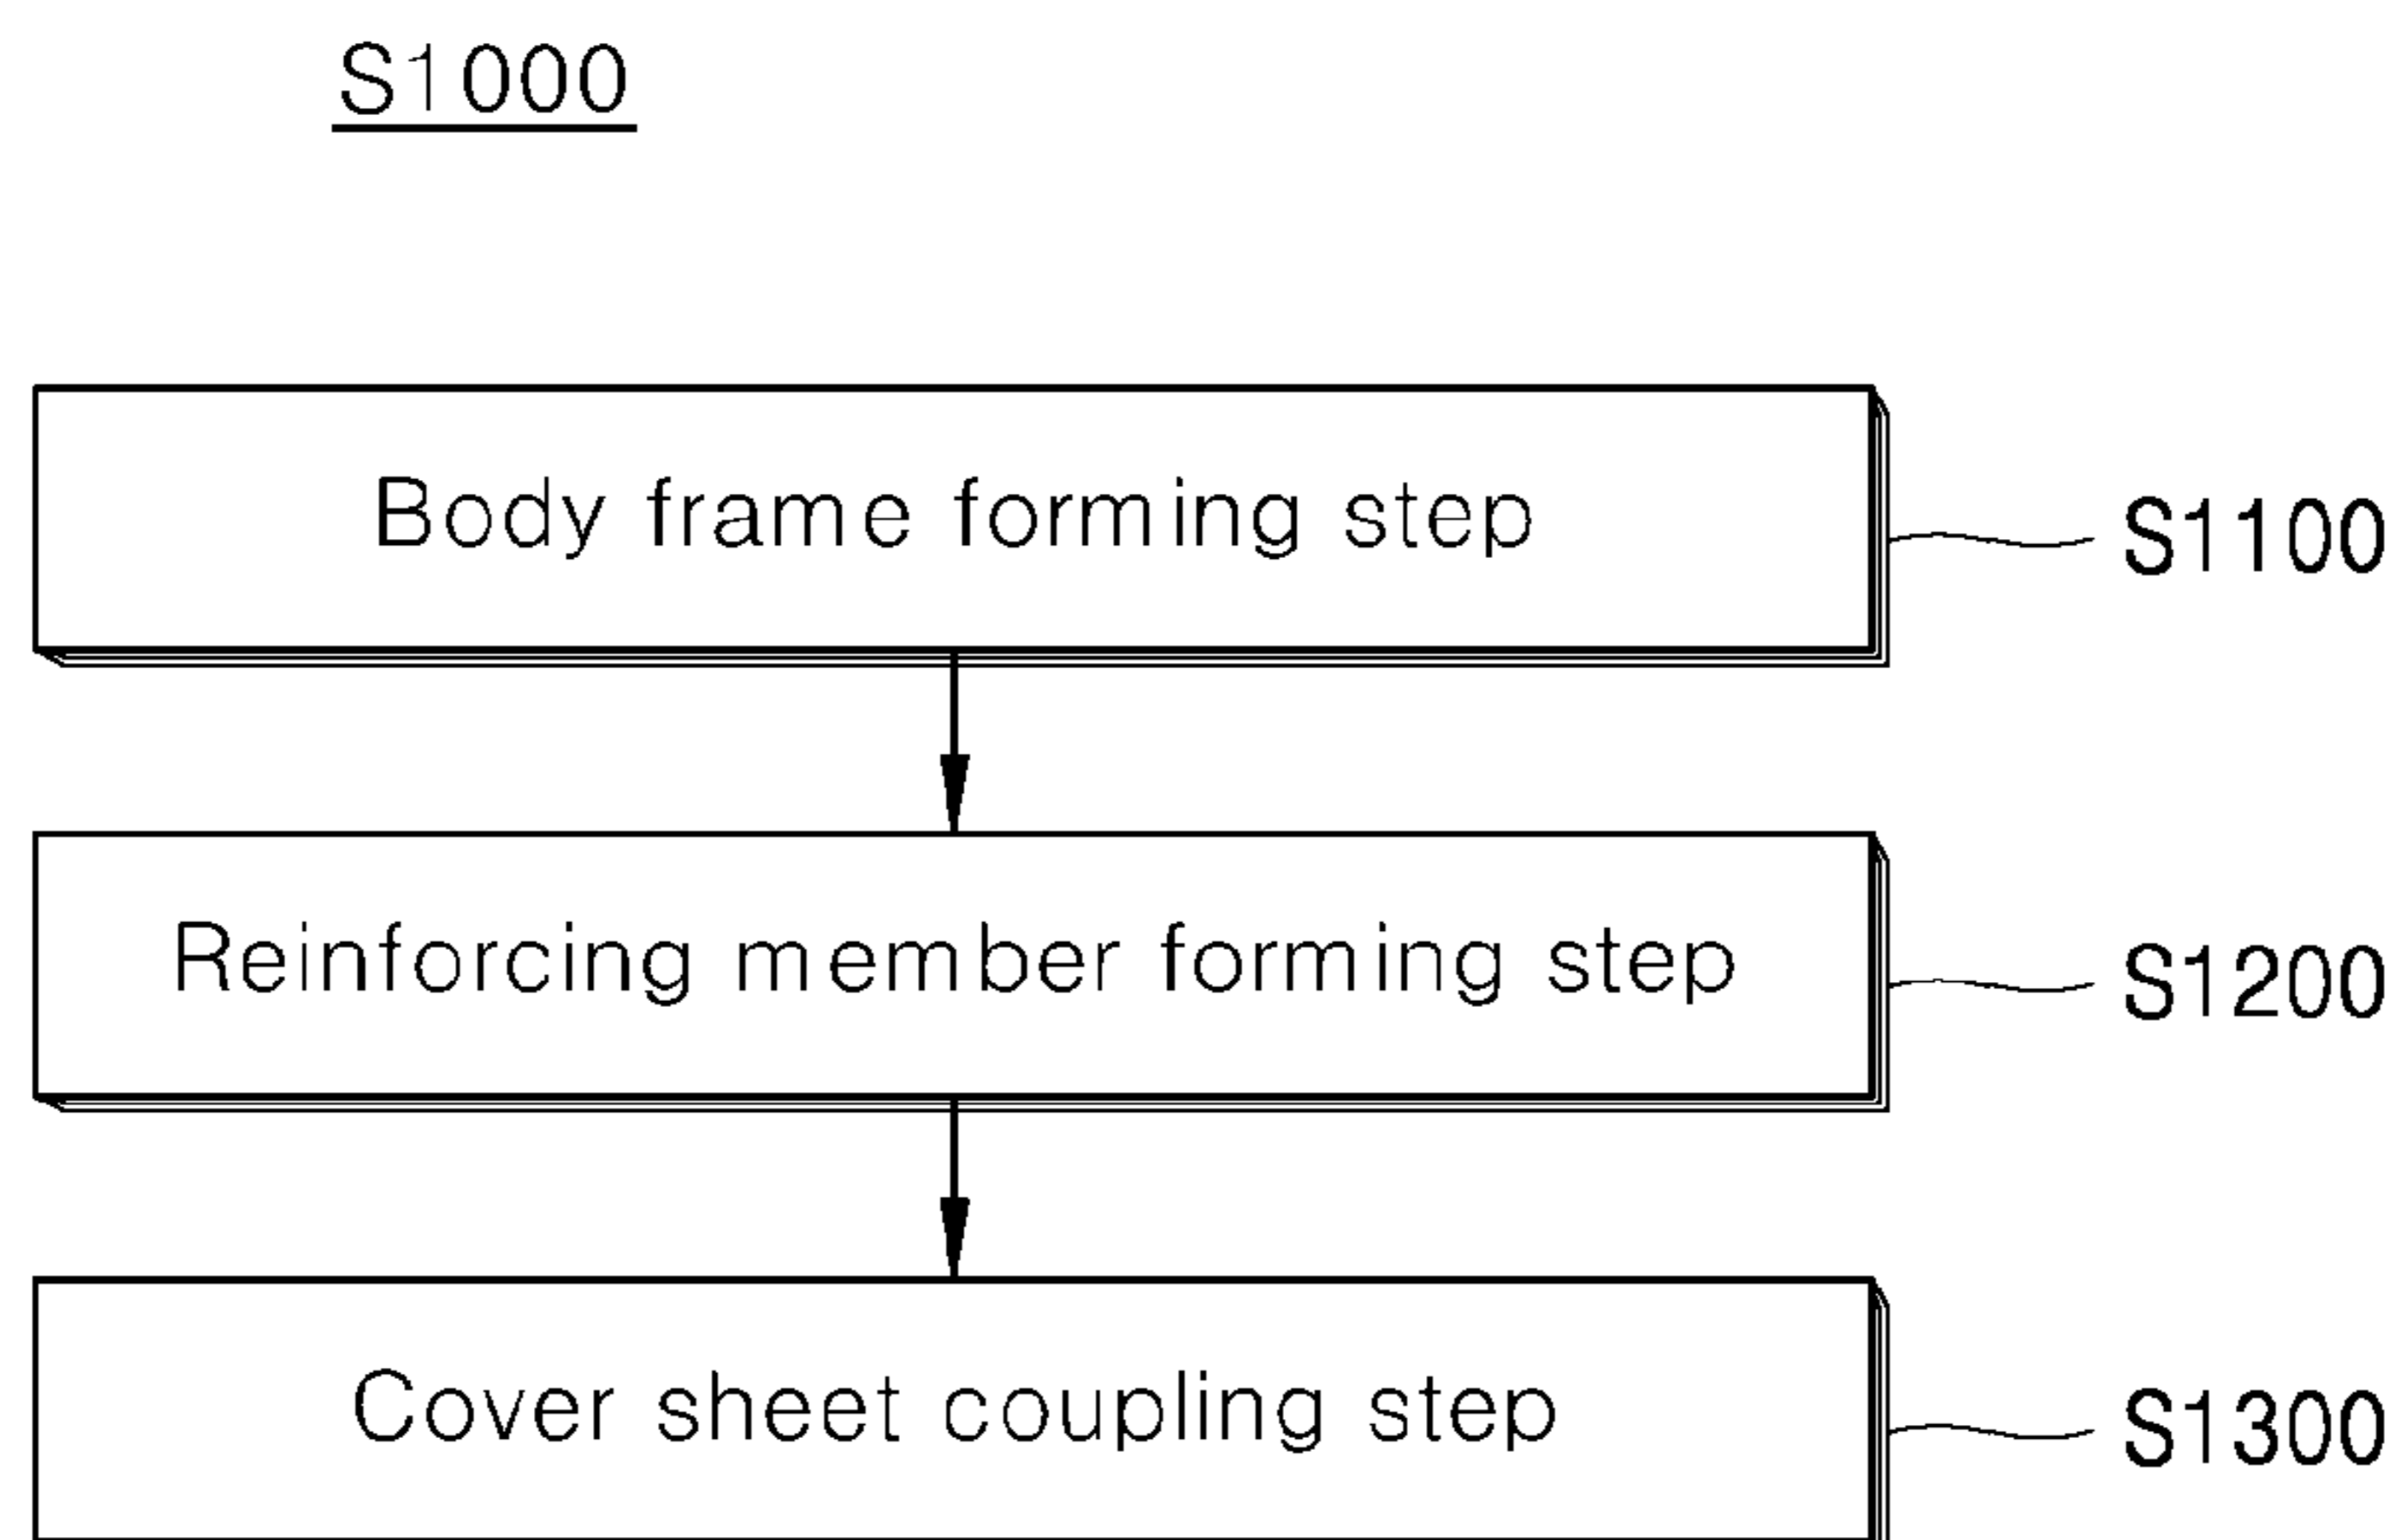 S1000
Body frame forming step
S1100
Reinforcing member forming step
S1200
Cover sheet coupling step
S1300